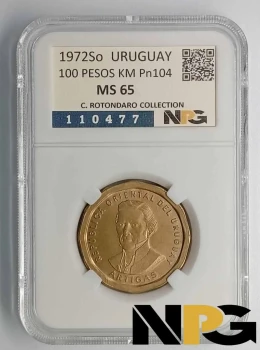 1972So URUGUAY
100 PESOS KM Pn104
MS 65
C. ROTONDARO COLLECTION
110477 NPG
REPUBLICA ORIENTAL DEL URUGUAY
ARTIGAS
NPG